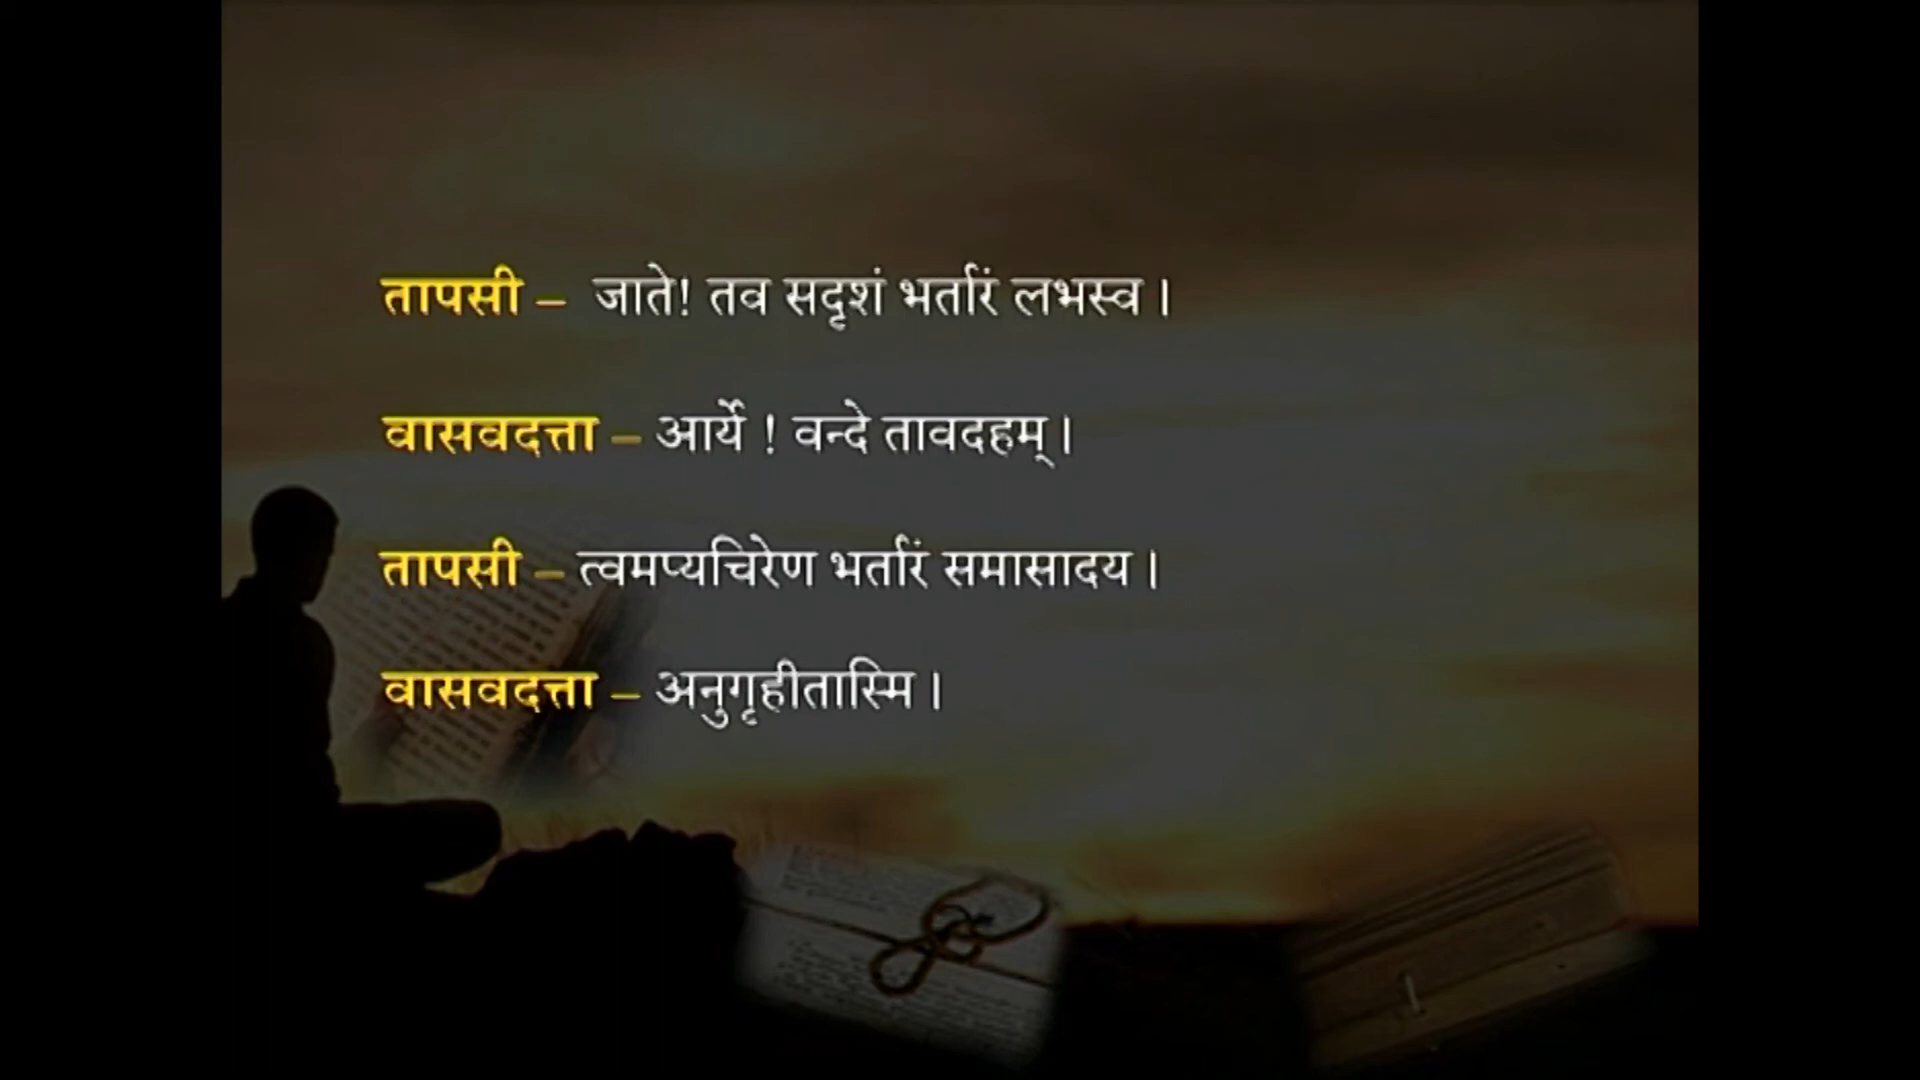 तापसी – जाते! तव सदृशं भर्तारं लभस्व ।
वासवदत्ता – आर्ये ! वन्दे तावदहम् ।
तापसी – त्वमप्यचिरेण भर्तारं समासादय ।
वासवदत्ता – अनुगृहीतास्मि ।